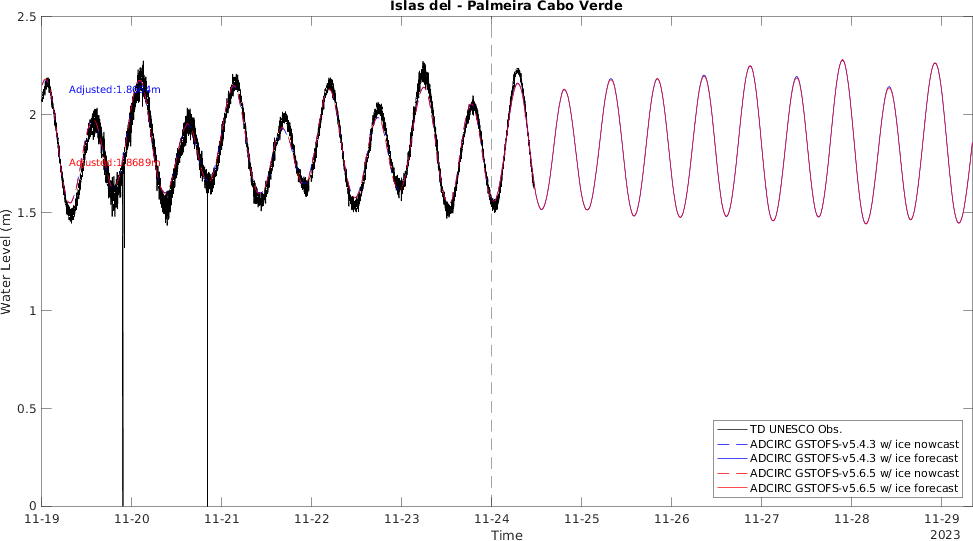 Islas del - Palmeira Cabo Verde
2.5
2
1.5
1
0.5
0
Water Level (m)
Adjusted:1.8
Adjusted:1.8689m
11-19
11-20
11-21
11-22
11-23
11-24
11-25
11-26
11-27
11-28
11-29
2023
Time
TD UNESCO Obs.
ADCIRC GSTOFS-v5.4.3 w/ ice nowcast
ADCIRC GSTOFS-v5.4.3 w/ ice forecast
ADCIRC GSTOFS-v5.6.5 w/ ice nowcast
ADCIRC GSTOFS-v5.6.5 w/ ice forecast